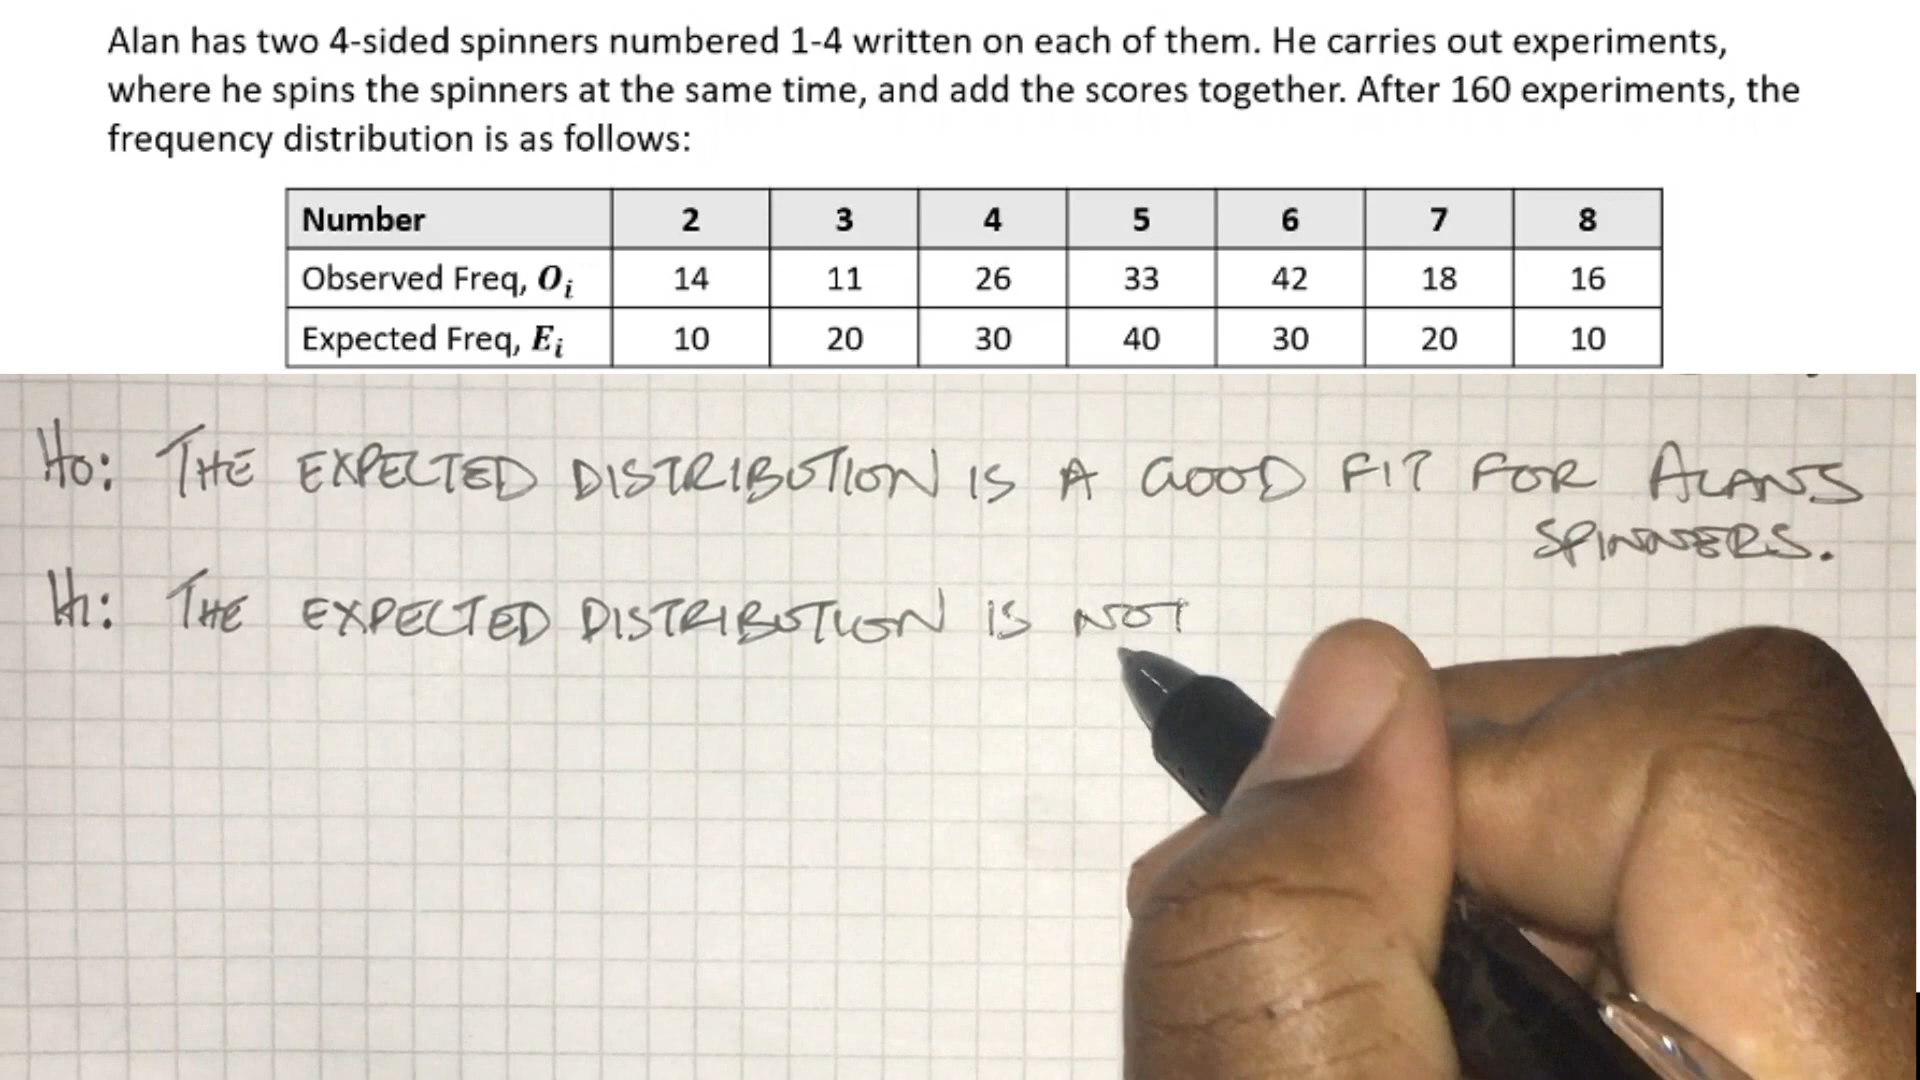 Alan has two 4-sided spinners numbered 1-4 written on each of them. He carries out experiments,
where he spins the spinners at the same time, and add the scores together. After 160 experiments, the
frequency distribution is as follows:
Number 2 3 4 5 6 7 8
Observed Freq, Oᵢ 14 11 26 33 42 18 16
Expected Freq, Eᵢ 10 20 30 40 30 20 10
H0: THE EXPECTED DISTRIBUTION IS A GOOD FIT FOR ALANS
SPINNERS.
H1: THE EXPECTED DISTRIBUTION IS NOT